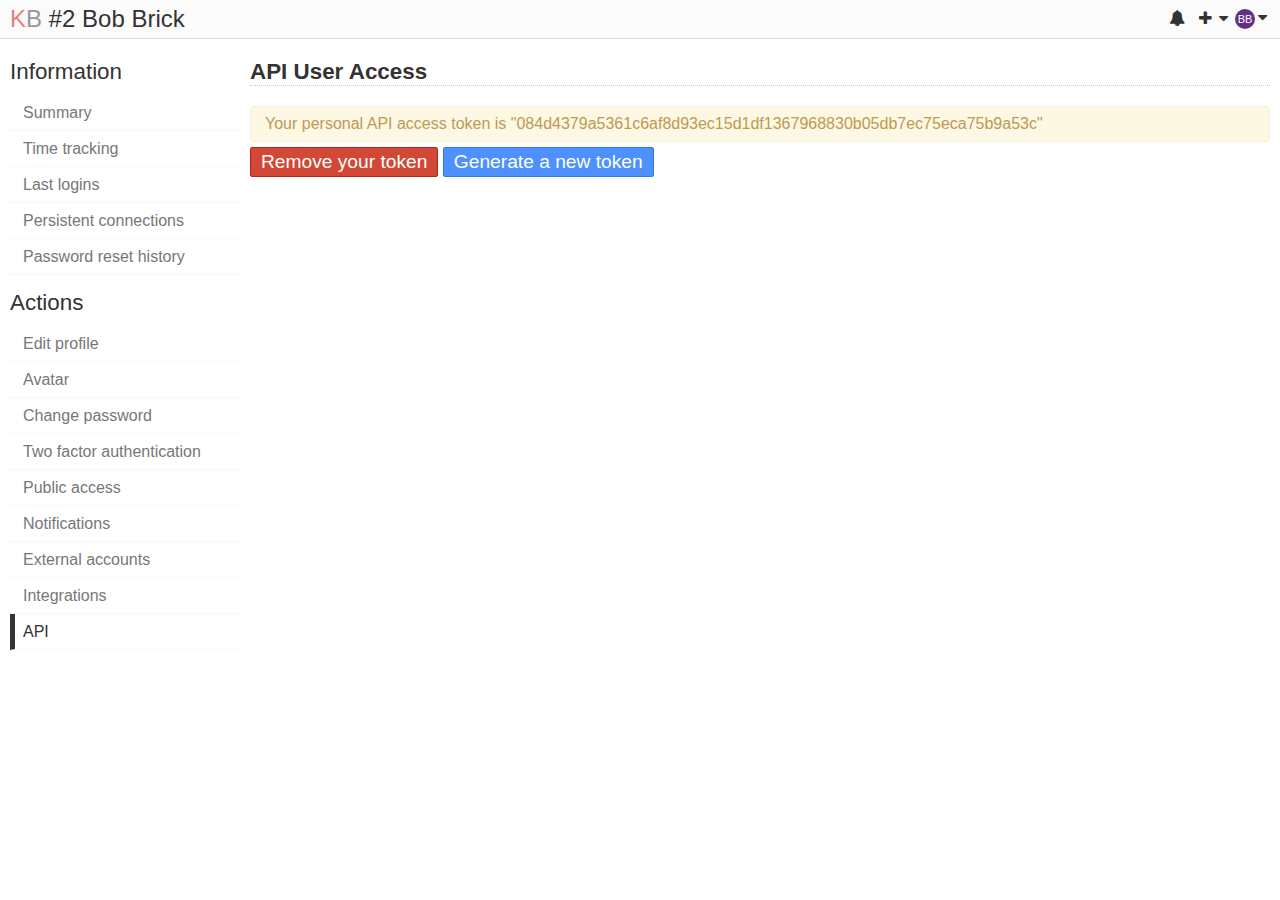 KB #2 Bob Brick
BB
Information
Summary
Time tracking
Last logins
Persistent connections
Password reset history
Actions
Edit profile
Avatar
Change password
Two factor authentication
Public access
Notifications
External accounts
Integrations
API
API User Access
Your personal API access token is "084d4379a5361c6af8d93ec15d1df1367968830b05db7ec75eca75b9a53c"
Remove your token
Generate a new token